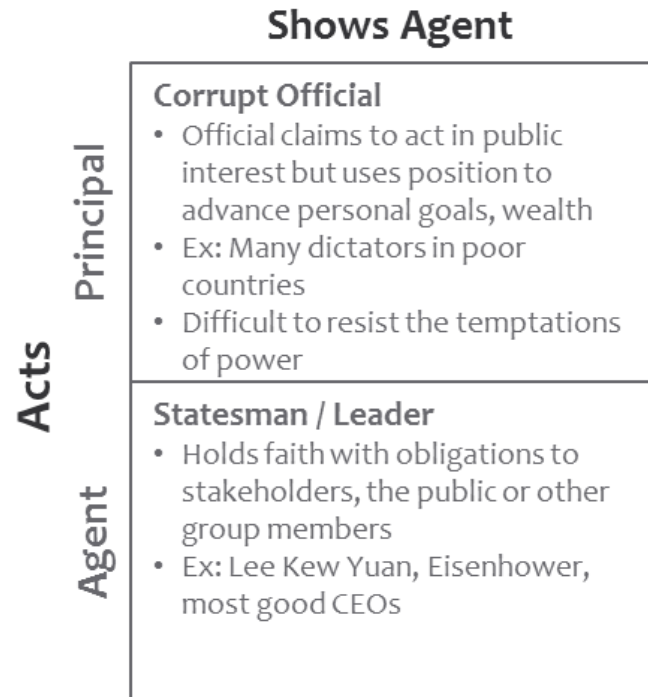 Shows Agent
Acts
Principal
Corrupt Official
• Official claims to act in public
interest but uses position to
advance personal goals, wealth
• Ex: Many dictators in poor
countries
• Difficult to resist the temptations
of power
Agent
Statesman / Leader
• Holds faith with obligations to
stakeholders, the public or other
group members
• Ex: Lee Kew Yuan, Eisenhower,
most good CEOs